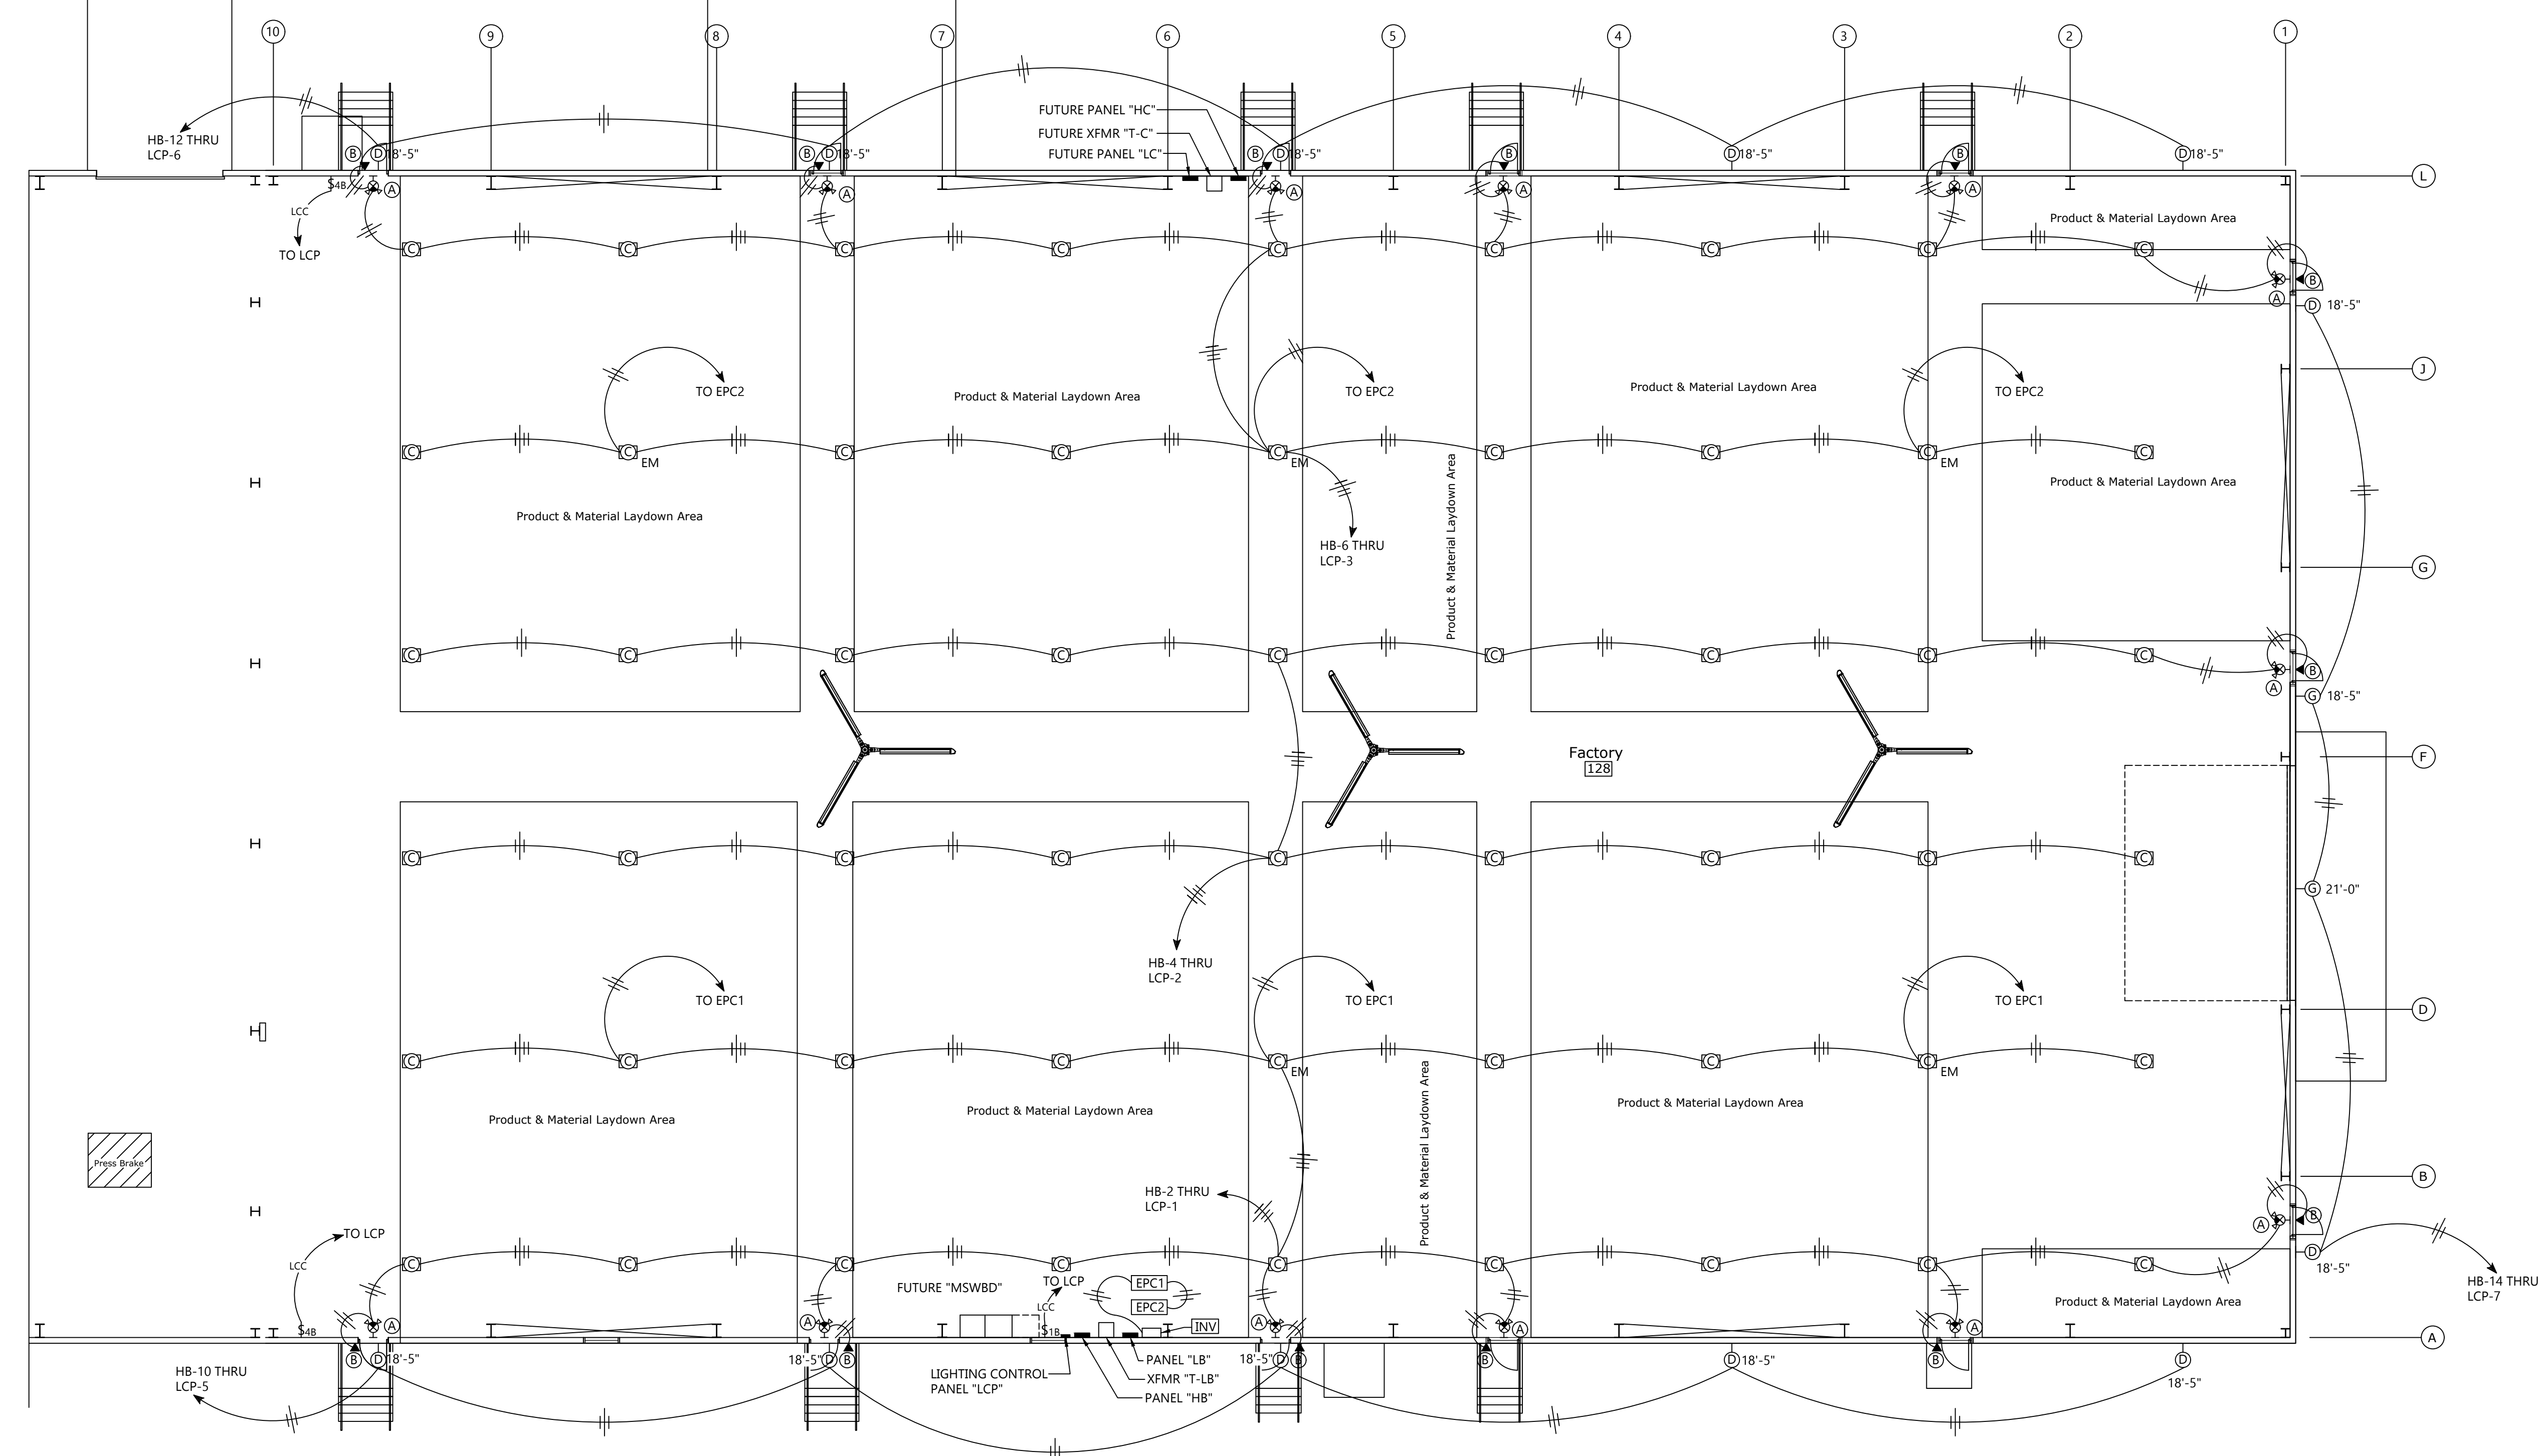 10
9
8
7
6
5
4
3
2
1
HB-12 THRU
LCP-6
FUTURE PANEL "HC"
FUTURE XFMR "T-C"
FUTURE PANEL "LC"
B D 18'-5"
B D 18'-5"
B D 18'-5"
B
D 18'-5"
B
D 18'-5"
$4B
A
A
A
A
A
L
LCC
TO LCP
Product & Material Laydown Area
C C C C C C C C C
B
A
D 18'-5"
J
TO EPC2
TO EPC2
TO EPC2
Product & Material Laydown Area
Product & Material Laydown Area
C C C C C C C C C
EM
EM
EM
Product & Material Laydown Area
Product & Material Laydown Area
Product & Material Laydown Area
HB-6 THRU
LCP-3
G
C C C C C C C C C
B
A
G 18'-5"
Factory
128
F
C C C C C C C C C
G 21'-0"
HB-4 THRU
LCP-2
TO EPC1
TO EPC1
TO EPC1
D
C C C C C C C C C
EM
EM
Product & Material Laydown Area
Product & Material Laydown Area
Product & Material Laydown Area
Product & Material Laydown Area
Press Brake
B
HB-2 THRU
LCP-1
A
B
TO LCP
LCC
C C C C C C C C C
D
18'-5"
HB-14 THRU
LCP-7
FUTURE "MSWBD"
TO LCP
LCC
EPC1
EPC2
INV
Product & Material Laydown Area
$4B
A
A
$1B
A
A
A
A
B D 18'-5"
18'-5" D B
18'-5" D B
B
D 18'-5"
B
D
18'-5"
HB-10 THRU
LCP-5
LIGHTING CONTROL
PANEL "LCP"
PANEL "LB"
XFMR "T-LB"
PANEL "HB"